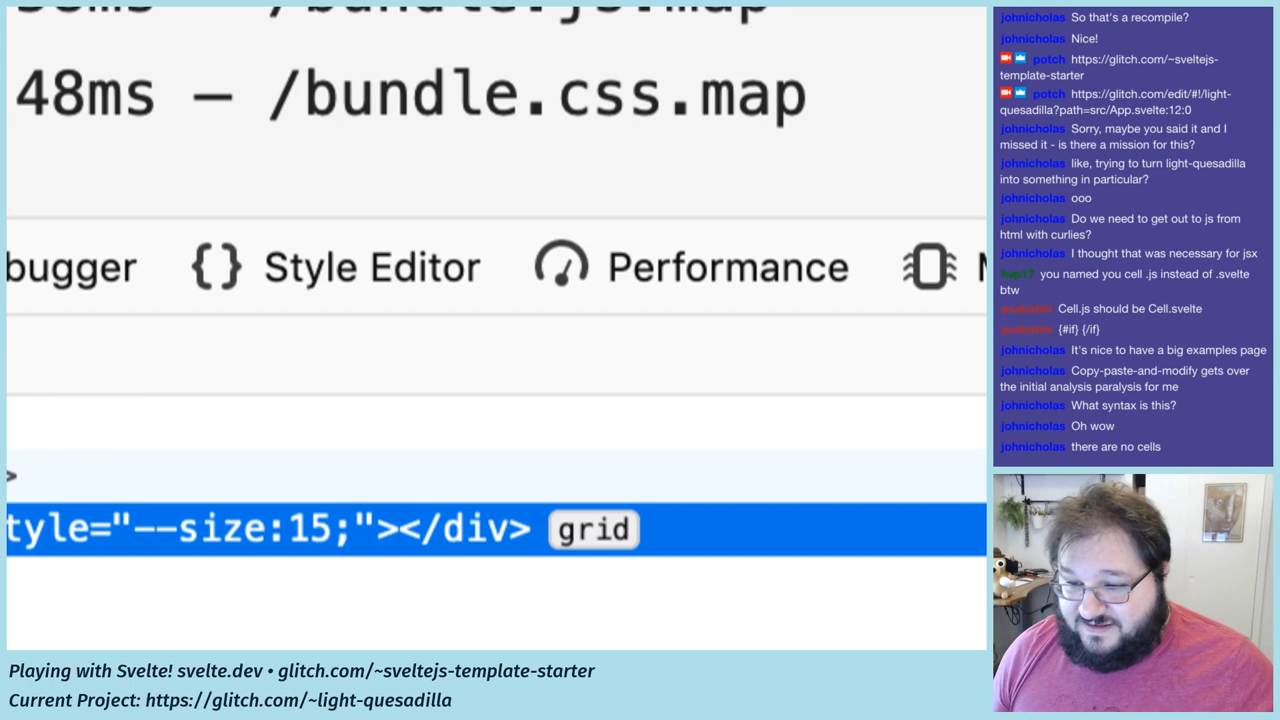 /bundle.js.map
48ms — /bundle.css.map
bugger {} Style Editor Performance
>
tyle="--size:15;"></div> grid
johnicholas So that's a recompile?
johnicholas Nice!
potch https://glitch.com/~sveltejs-
template-starter
potch https://glitch.com/edit/#!/light-
quesadilla?path=src/App.svelte:12:0
johnicholas Sorry, maybe you said it and I
missed it - is there a mission for this?
johnicholas like, trying to turn light-quesadilla
into something in particular?
johnicholas ooo
johnicholas Do we need to get out to js from
html with curlies?
johnicholas I thought that was necessary for jsx
you named you cell .js instead of .svelte
btw
Cell.js should be Cell.svelte
{#if} {/if}
johnicholas It's nice to have a big examples page
johnicholas Copy-paste-and-modify gets over
the initial analysis paralysis for me
johnicholas What syntax is this?
johnicholas Oh wow
johnicholas there are no cells
Playing with Svelte! svelte.dev • glitch.com/~sveltejs-template-starter
Current Project: https://glitch.com/~light-quesadilla